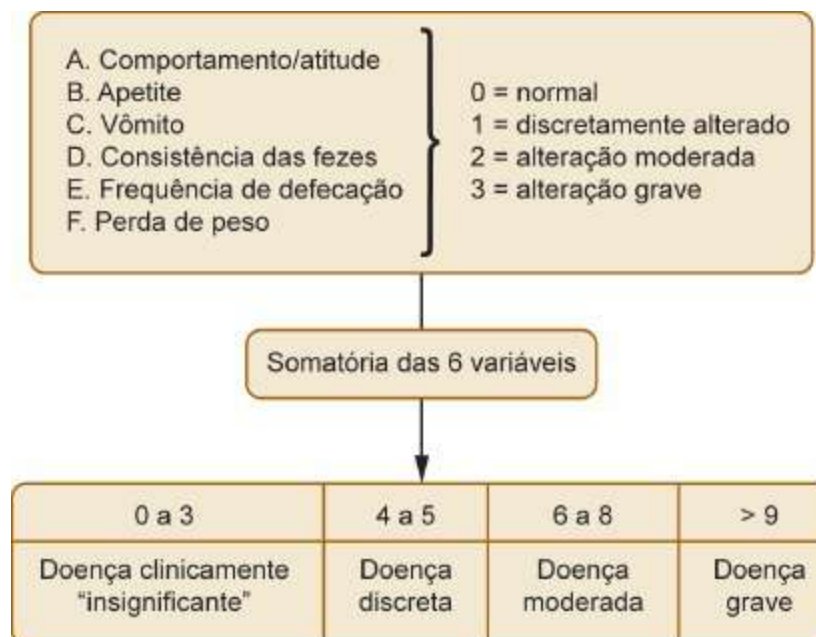 A. Comportamento/atitude
B. Apetite
C. Vômito
D. Consistência das fezes
E. Frequência de defecação
F. Perda de peso
0 = normal
1 = discretamente alterado
2 = alteração moderada
3 = alteração grave
Somatória das 6 variáveis
0 a 3
4 a 5
6 a 8
> 9
Doença clinicamente
“insignificante”
Doença
discreta
Doença
moderada
Doença
grave